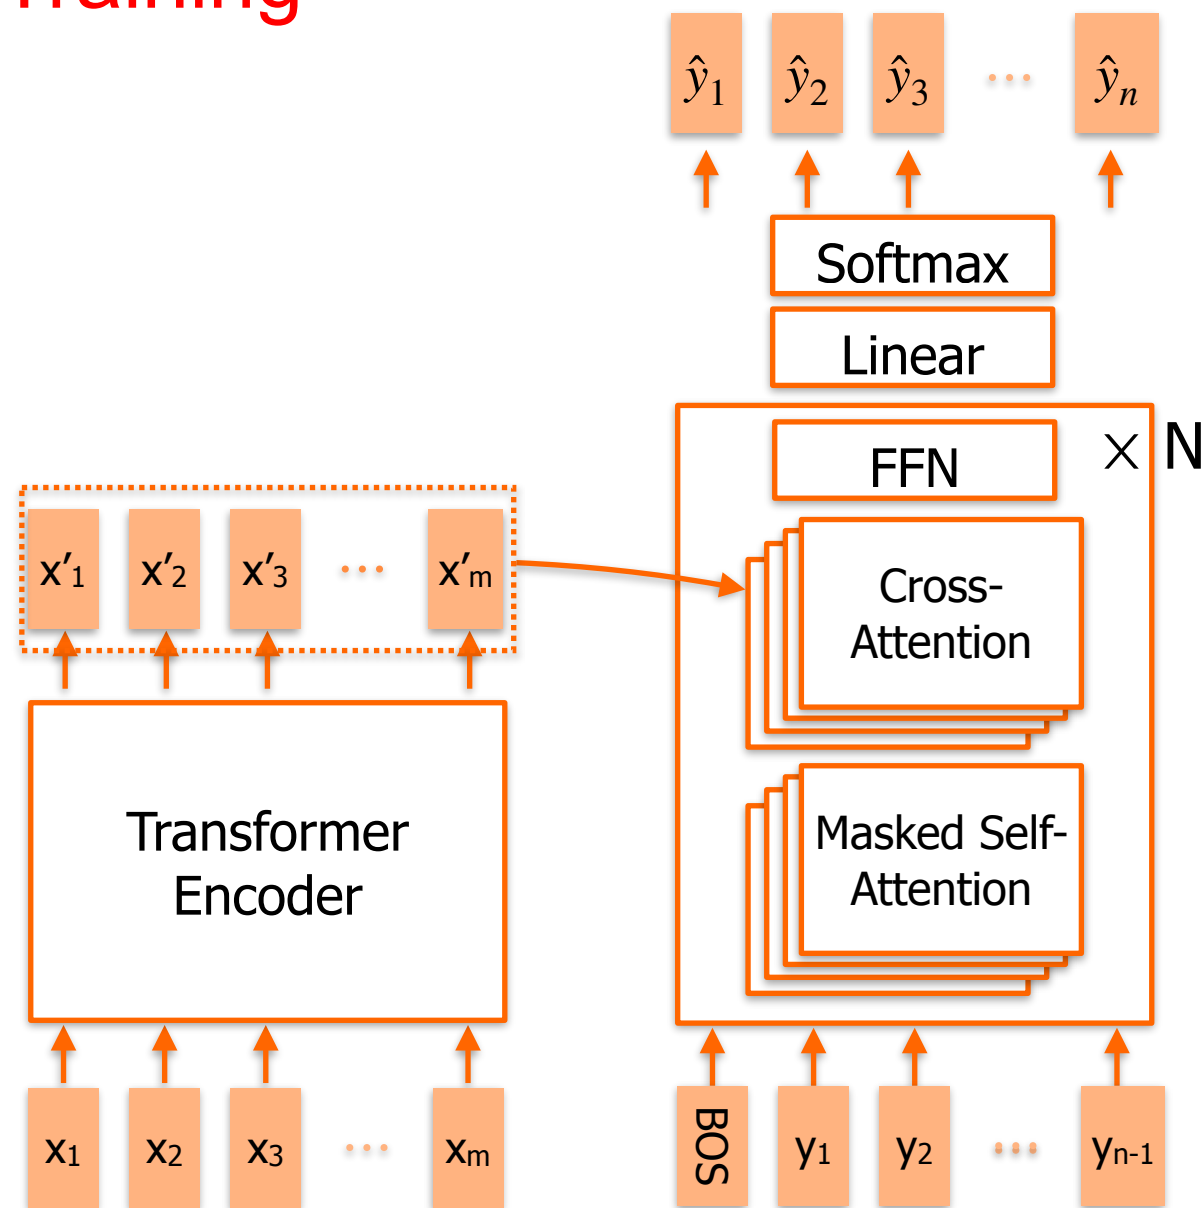 Training
ŷ1 ŷ2 ŷ3 ... ŷn
Softmax
Linear
FFN
× N
x′1 x′2 x′3 ... x′m
Cross-
Attention
Transformer
Encoder
Masked Self-
Attention
x1 x2 x3 ... xm
BOS y1 y2 ... yn-1